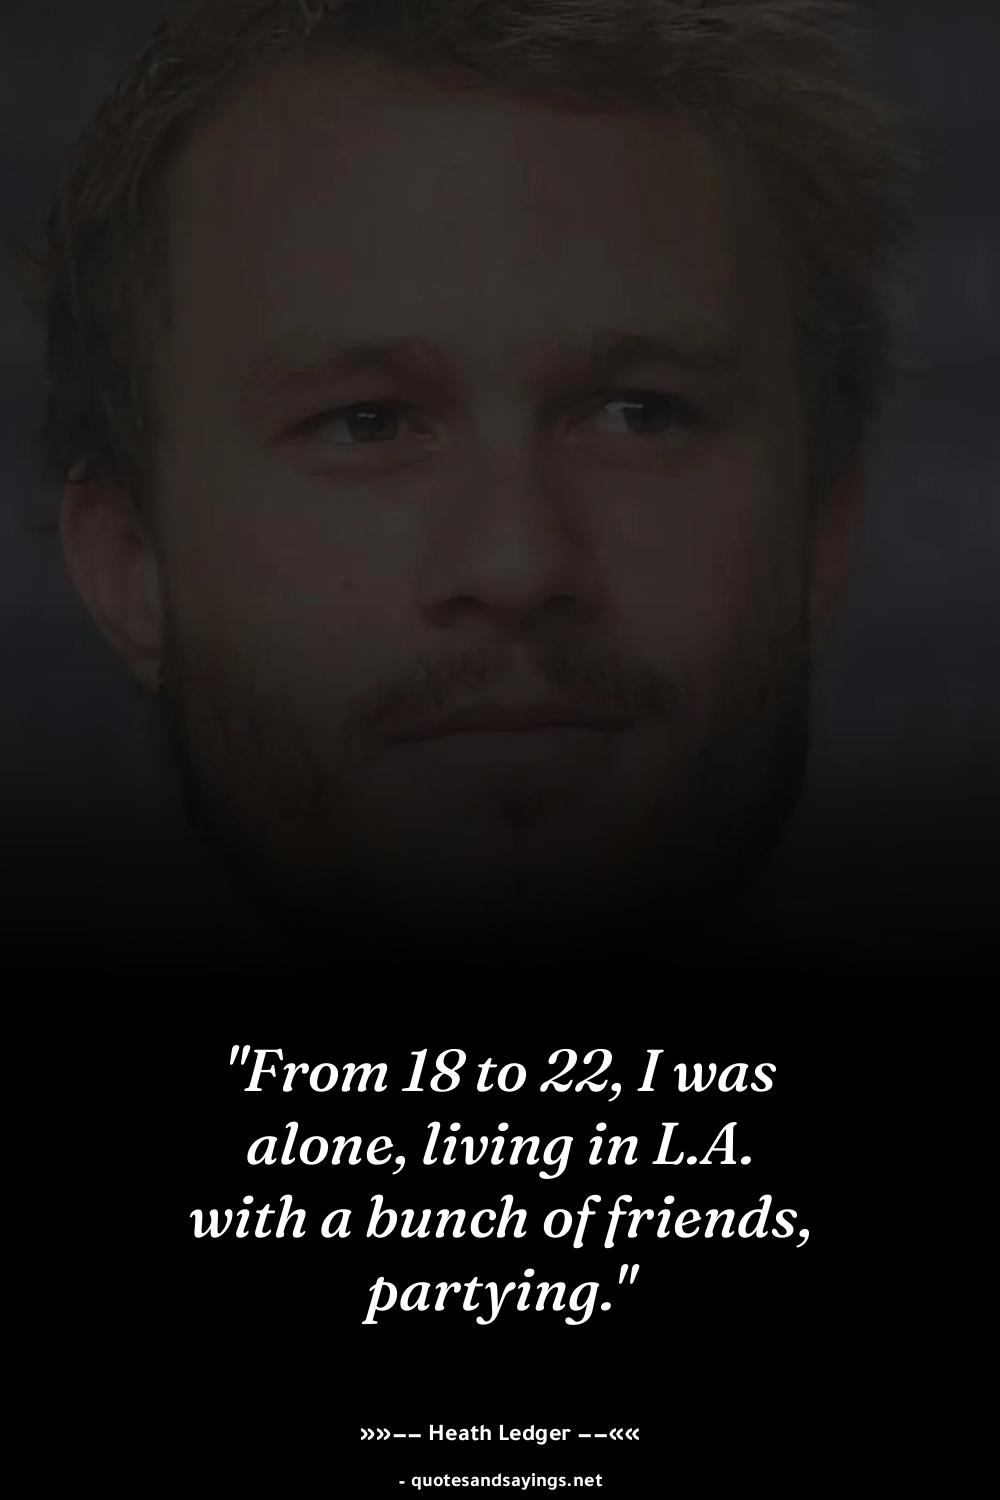 "From 18 to 22, I was
alone, living in L.A.
with a bunch of friends,
partying."
»»–– Heath Ledger ––««
- quotesandsayings.net